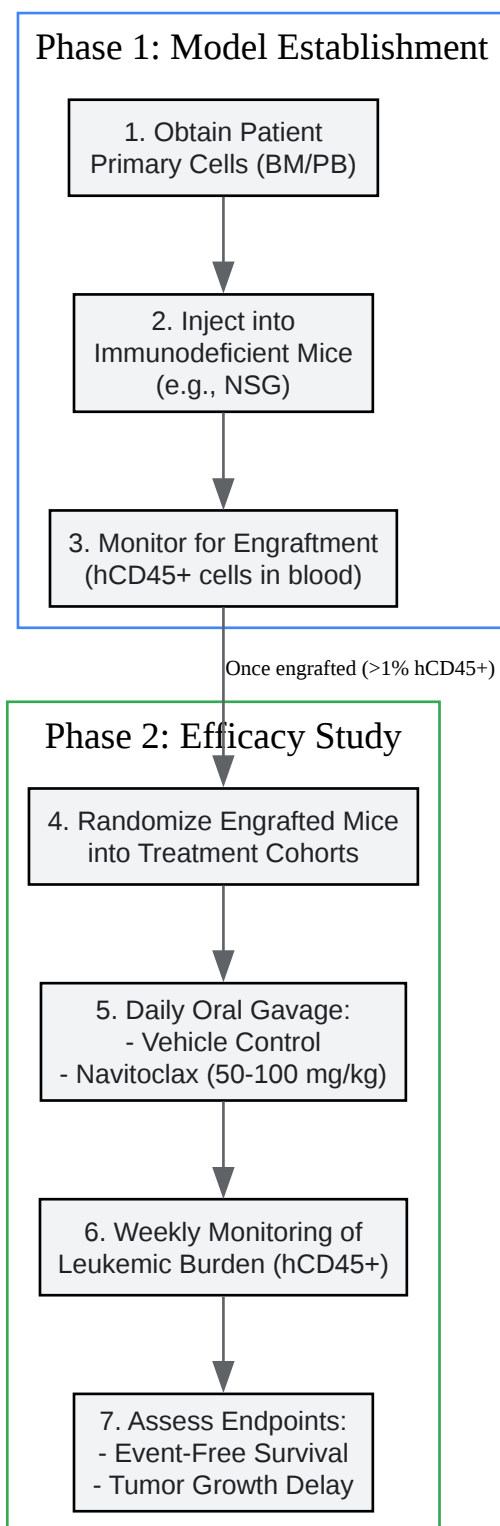 Phase 1: Model Establishment
1. Obtain Patient
Primary Cells (BM/PB)
2. Inject into
Immunodeficient Mice
(e.g., NSG)
3. Monitor for Engraftment
(hCD45+ cells in blood)
Once engrafted (>1% hCD45+)
Phase 2: Efficacy Study
4. Randomize Engrafted Mice
into Treatment Cohorts
5. Daily Oral Gavage:
- Vehicle Control
- Navitoclax (50-100 mg/kg)
6. Weekly Monitoring of
Leukemic Burden (hCD45+)
7. Assess Endpoints:
- Event-Free Survival
- Tumor Growth Delay